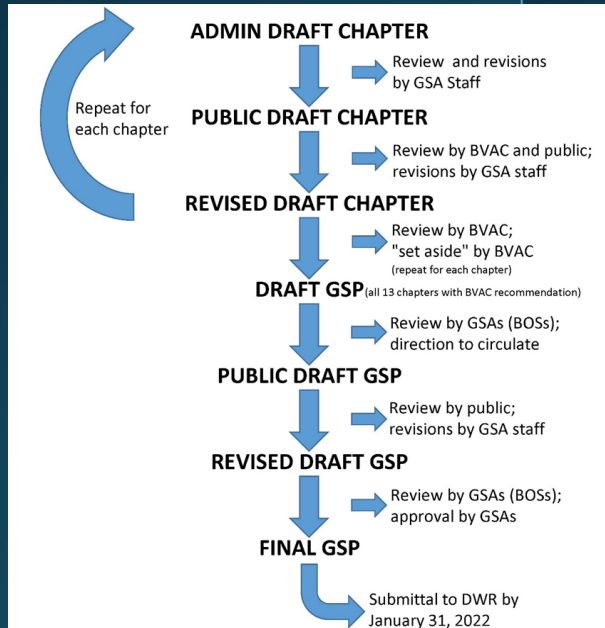 ADMIN DRAFT CHAPTER
Review and revisions
by GSA Staff
Repeat for
each chapter
PUBLIC DRAFT CHAPTER
Review by BVAC and public;
revisions by GSA staff
REVISED DRAFT CHAPTER
Review by BVAC;
"set aside" by BVAC
(repeat for each chapter)
DRAFT GSP (all 13 chapters with BVAC recommendation)
Review by GSAs (BOSs);
direction to circulate
PUBLIC DRAFT GSP
Review by public;
revisions by GSA staff
REVISED DRAFT GSP
Review by GSAs (BOSs);
approval by GSAs
FINAL GSP
Submittal to DWR by
January 31, 2022